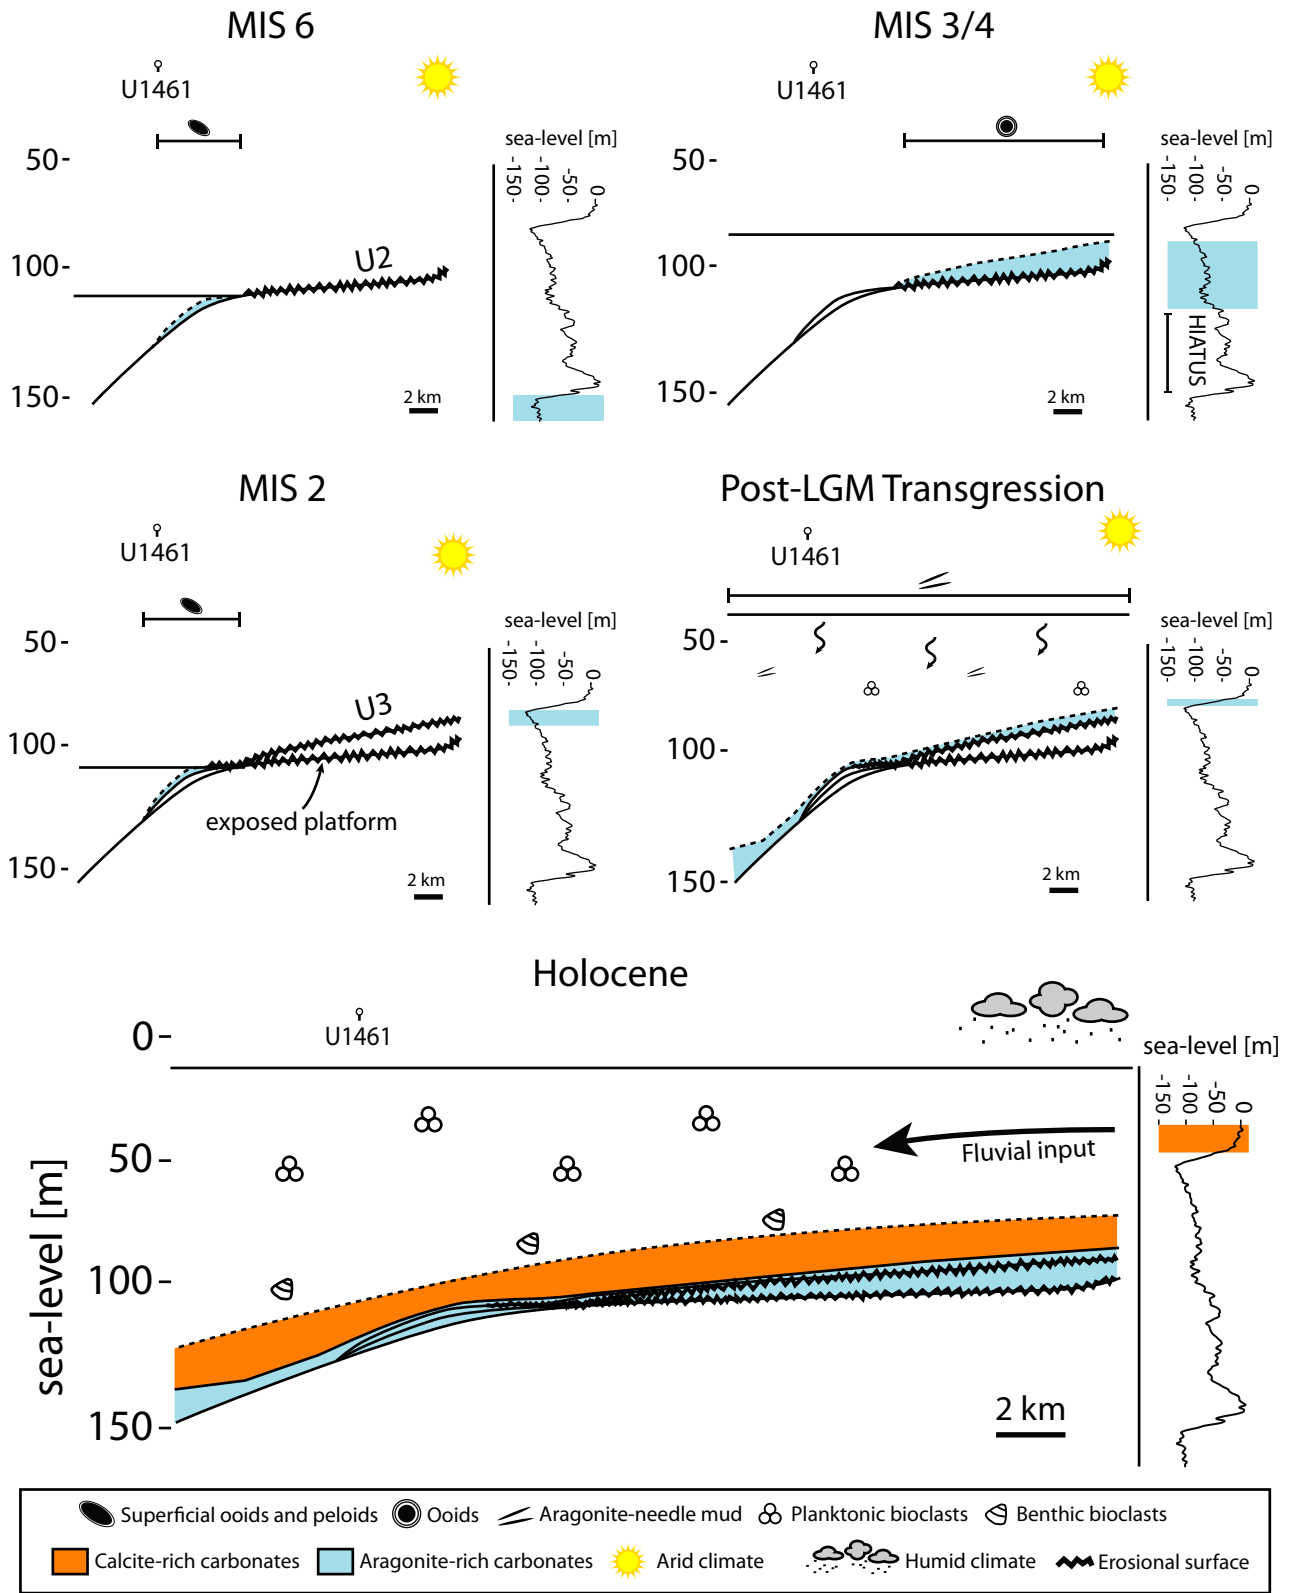 MIS 6
U1461
50-
100-
150-
U2
2 km
sea-level [m]
-150-
-100-
-50-
0-
MIS 3/4
U1461
50-
100-
150-
2 km
sea-level [m]
-150-
-100-
-50-
0-
HIATUS
MIS 2
U1461
50-
100-
150-
U3
exposed platform
2 km
sea-level [m]
-150-
-100-
-50-
0-
Post-LGM Transgression
U1461
50-
100-
150-
2 km
sea-level [m]
-150-
-100-
-50-
0-
Holocene
U1461
0-
50-
100-
150-
sea-level [m]
Fluvial input
2 km
sea-level [m]
-150-
-100-
-50-
0-
Superficial ooids and peloids Ooids Aragonite-needle mud Planktonic bioclasts Benthic bioclasts
Calcite-rich carbonates Aragonite-rich carbonates Arid climate Humid climate Erosional surface